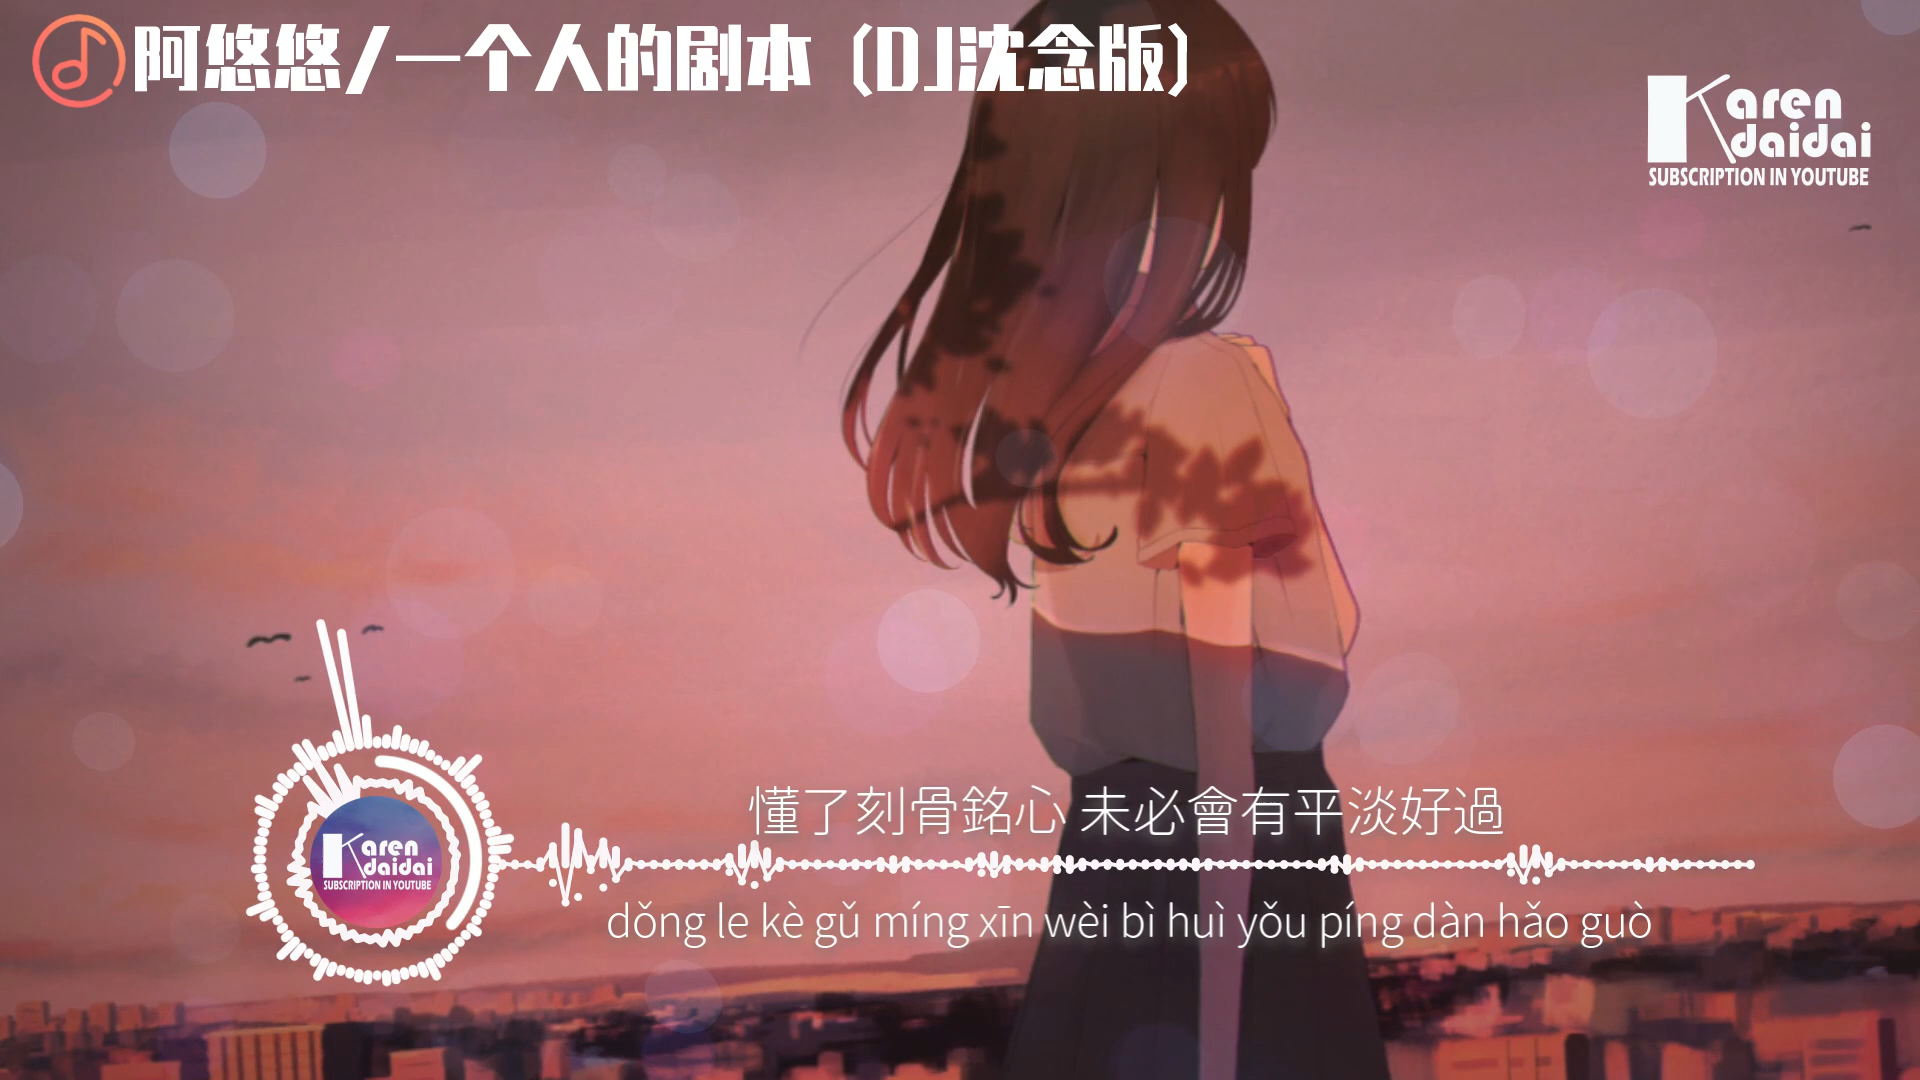 阿悠悠/一个人的剧本（DJ沈念版）
Karen
daidai
SUBSCRIPTION IN YOUTUBE
懂了刻骨銘心 未必會有平淡好過
Karen
daidai
SUBSCRIPTION IN YOUTUBE
dǒng le kè gǔ míng xīn wèi bì huì yǒu píng dàn hǎo guò